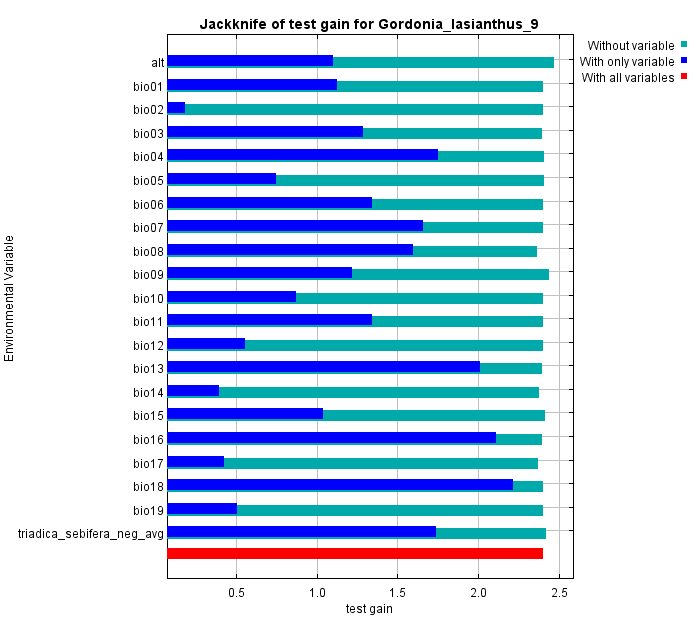 Jackknife of test gain for Gordonia_lasianthus_9
Without variable
With only variable
With all variables
Environmental Variable
alt
bio01
bio02
bio03
bio04
bio05
bio06
bio07
bio08
bio09
bio10
bio11
bio12
bio13
bio14
bio15
bio16
bio17
bio18
bio19
triadica_sebifera_neg_avg
0.5 1.0 1.5 2.0 2.5
test gain